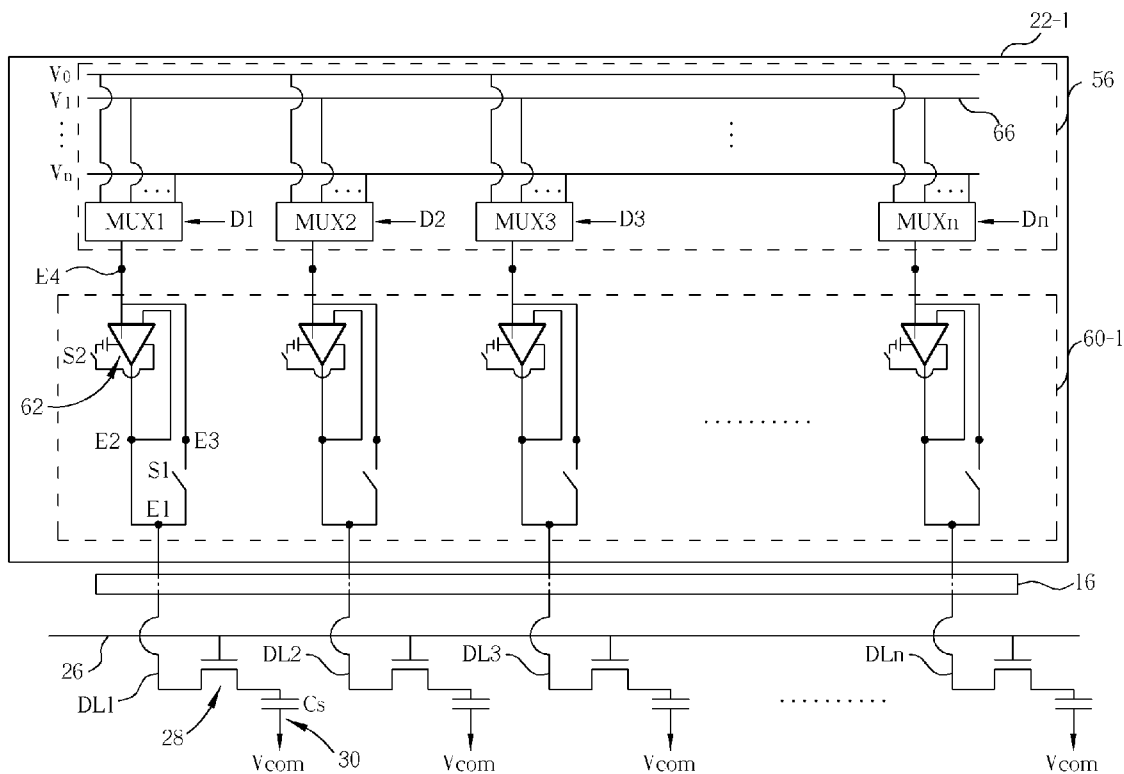 22-1
V0
56
V1
66
Vn
MUX1 D1 MUX2 D2 MUX3 D3 MUXn Dn
E4
S2
60-1
62
E2 E3
S1
E1
16
26
DL1 DL2 DL3 DLn
28
Cs
30
Vcom Vcom Vcom Vcom